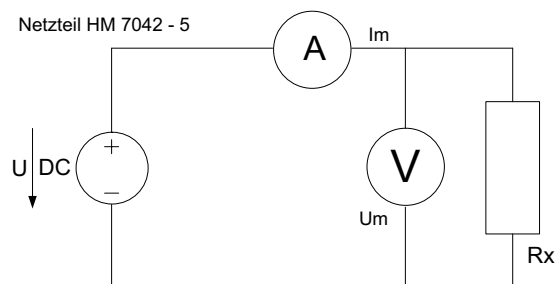 Netzteil HM 7042 - 5
A
Im
+
U
DC
V
−
Um
Rx